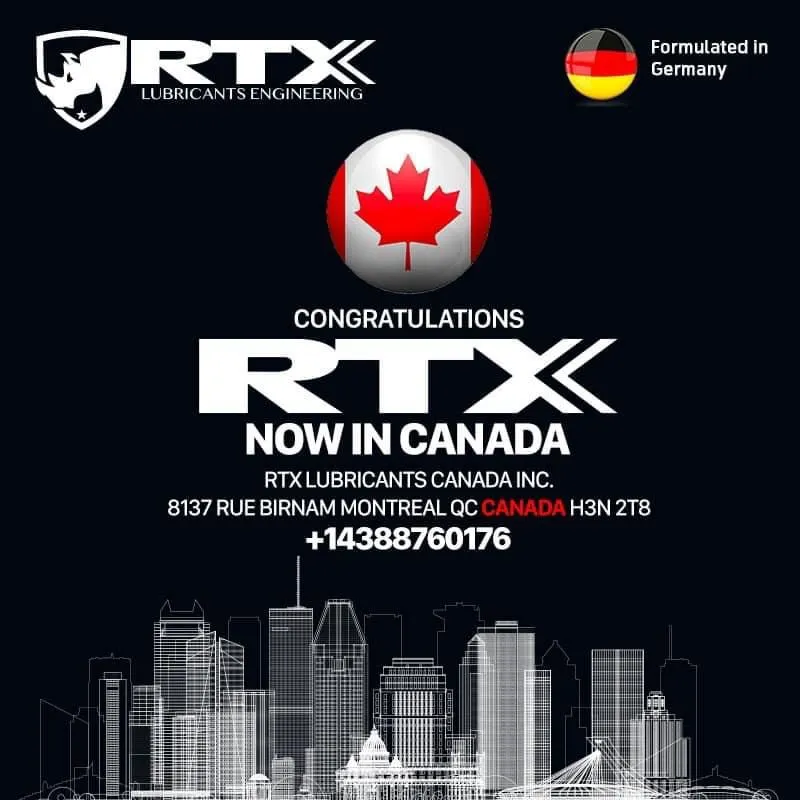 RTX
LUBRICANTS ENGINEERING
Formulated in
Germany
CONGRATULATIONS
RTX
NOW IN CANADA
RTX LUBRICANTS CANADA INC.
8137 RUE BIRNAM MONTREAL QC CANADA H3N 2T8
+14388760176